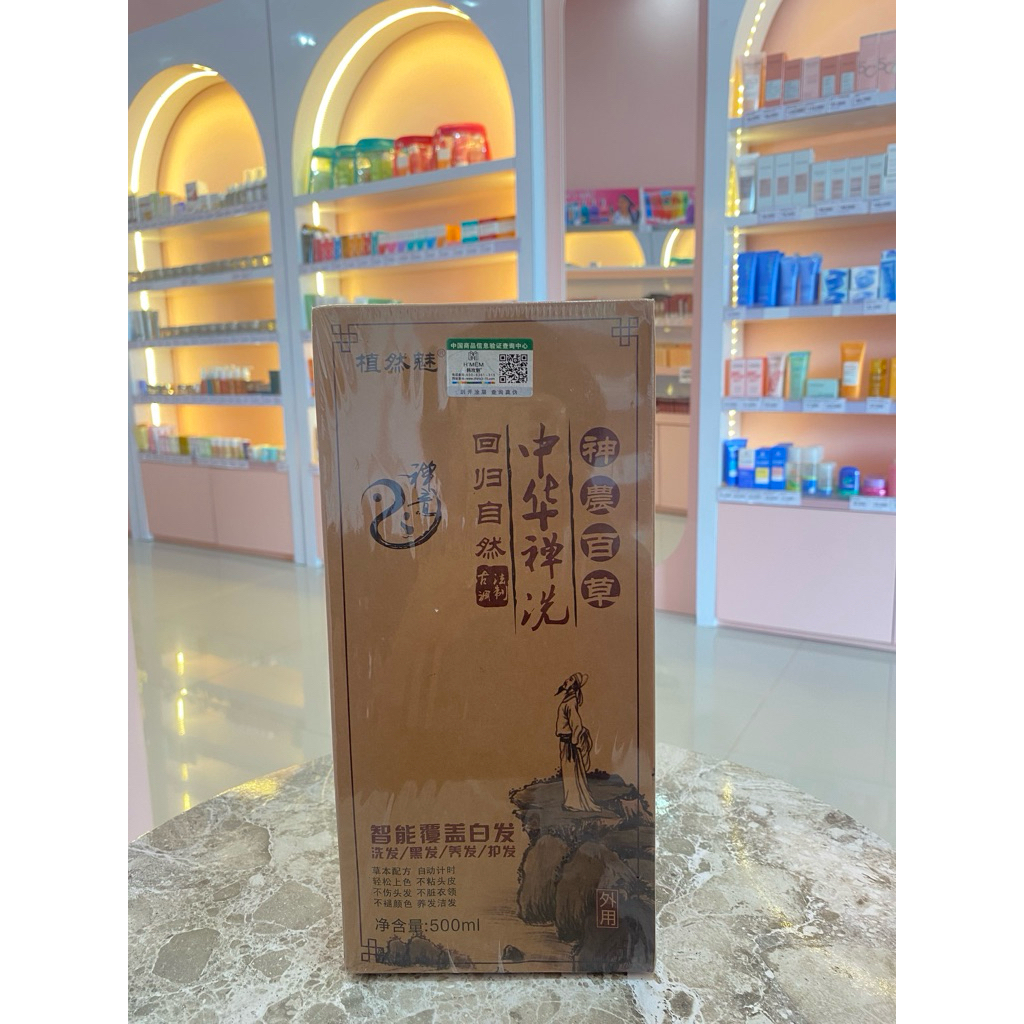 植然魅®
中国商品信息验证查询中心
禅意
神農百草
中华禅洗
回归自然
古法渊制
智能覆盖白发
洗发/黑发/养发/护发
草本配方 自动计时
轻松上色 不粘头皮
不伤头发 不脏衣领
不褪颜色 养发洁发
净含量:500ml
外用